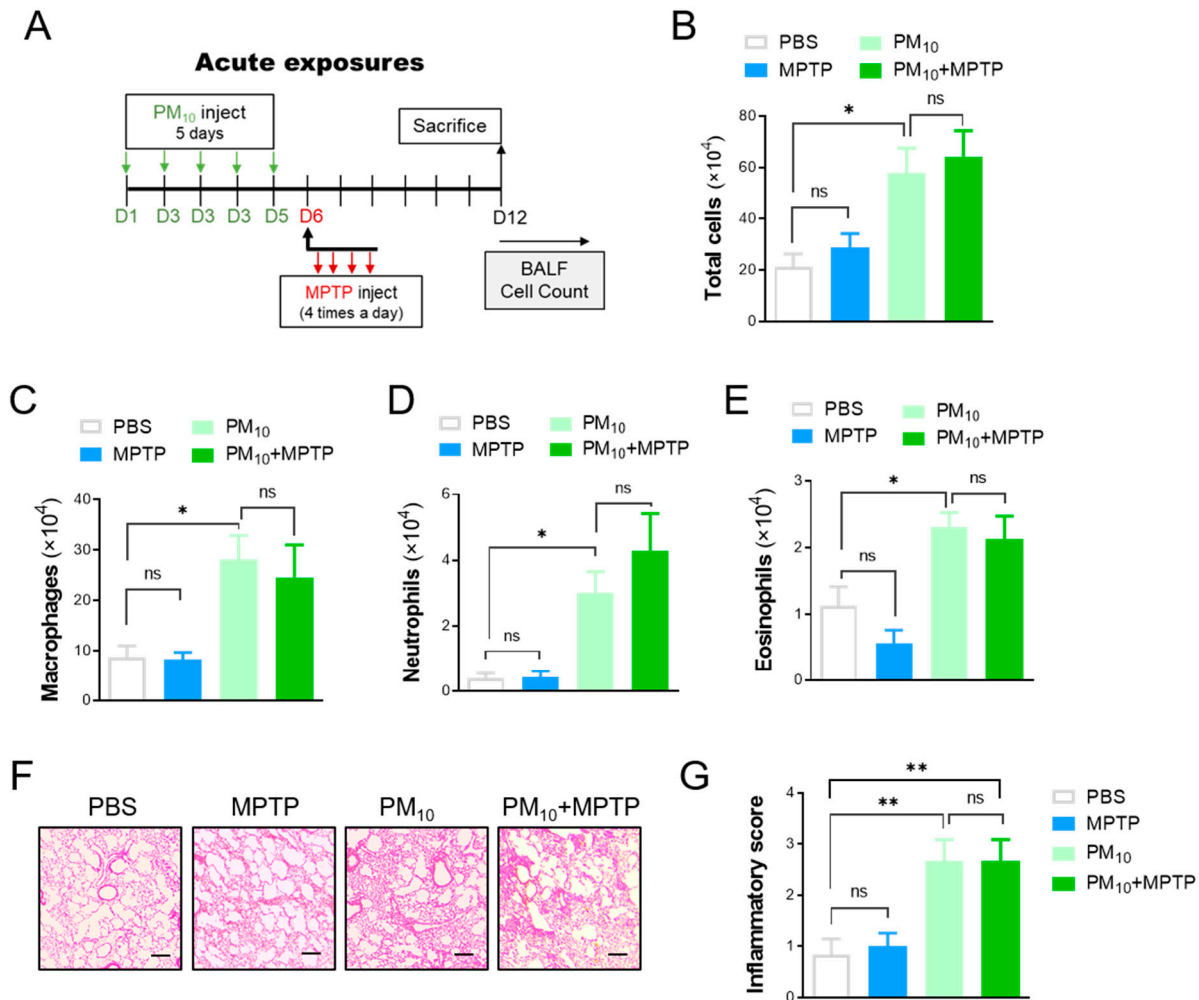 A
Acute exposures
PM₁₀ inject
5 days
Sacrifice
D1 D3 D3 D3 D5 D6 D12
MPTP inject
(4 times a day)
BALF
Cell Count
B
PBS PM₁₀
MPTP PM₁₀+MPTP
Total cells (×10⁴)
80
60
40
20
0
ns
*
ns
C
PBS PM₁₀
MPTP PM₁₀+MPTP
Macrophages (×10⁴)
40
30
20
10
0
ns
*
ns
D
PBS PM₁₀
MPTP PM₁₀+MPTP
Neutrophils (×10⁴)
6
4
2
0
ns
*
ns
E
PBS PM₁₀
MPTP PM₁₀+MPTP
Eosinophils (×10⁴)
3
2
1
0
ns
*
ns
F
PBS MPTP PM₁₀ PM₁₀+MPTP
G
Inflammatory score
4
3
2
1
0
**
**
ns
ns
PBS
MPTP
PM₁₀
PM₁₀+MPTP